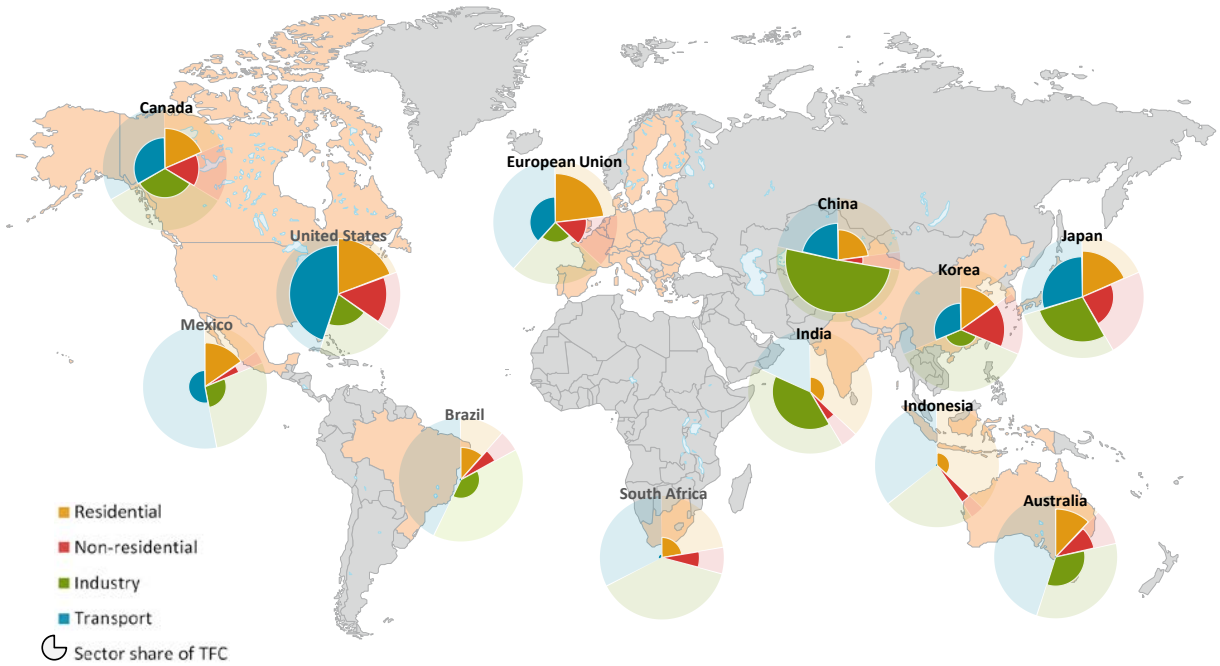 Canada
European Union
China
United States
Japan
Korea
Mexico
India
Indonesia
Brazil
South Africa
Australia
Residential
Non-residential
Industry
Transport
Sector share of TFC